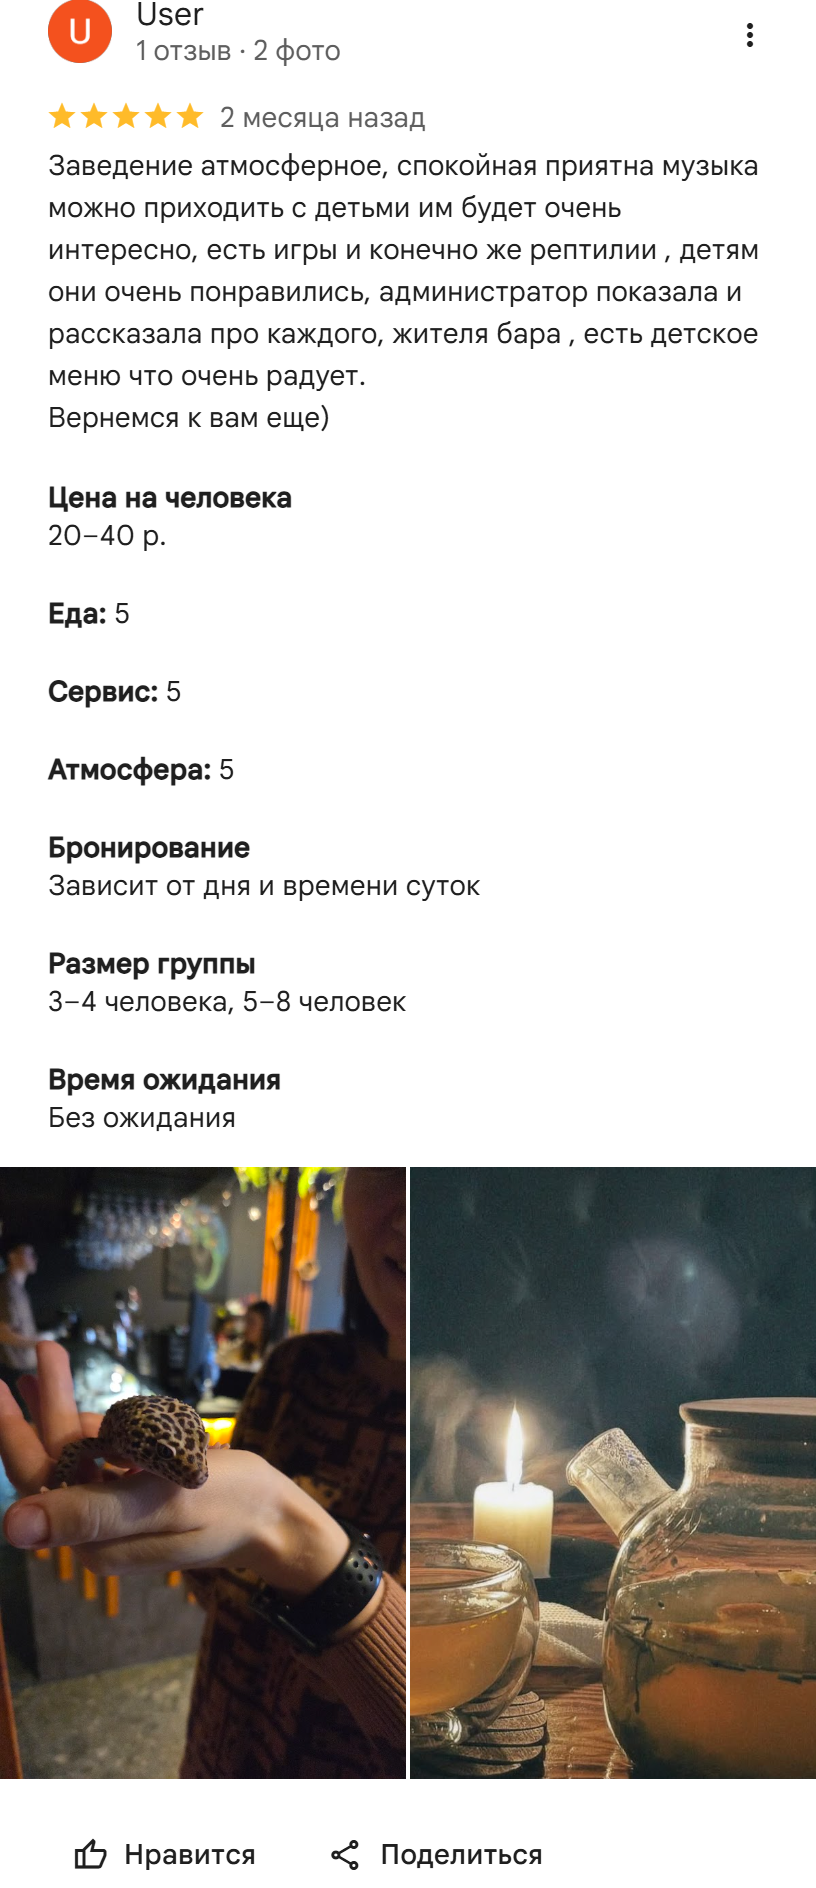 U
User
1 отзыв · 2 фото
2 месяца назад
Заведение атмосферное, спокойная приятна музыка
можно приходить с детьми им будет очень
интересно, есть игры и конечно же рептилии , детям
они очень понравились, администратор показала и
рассказала про каждого, жителя бара , есть детское
меню что очень радует.
Вернемся к вам еще)
Цена на человека
20–40 р.
Еда: 5
Сервис: 5
Атмосфера: 5
Бронирование
Зависит от дня и времени суток
Размер группы
3–4 человека, 5–8 человек
Время ожидания
Без ожидания
Нравится
Поделиться